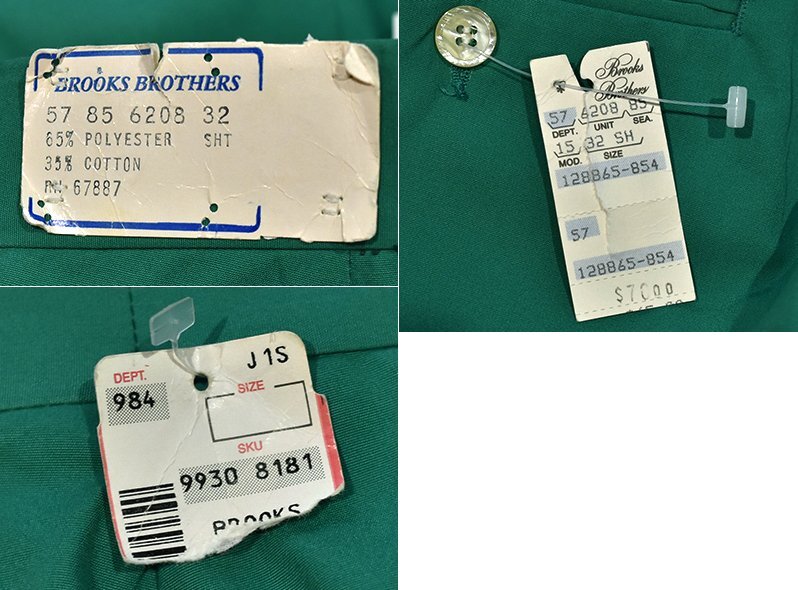 BROOKS BROTHERS
57 85 6208 32
65% POLYESTER SHT
35% COTTON
RN 67887
Brooks
Brothers
57 6208 85
DEPT. UNIT SEA.
15 32 SH
MOD. SIZE
128865-854
57
128865-854
$7000
J1S
DEPT.
984
SIZE
SKU
9930 8181
BROOKS